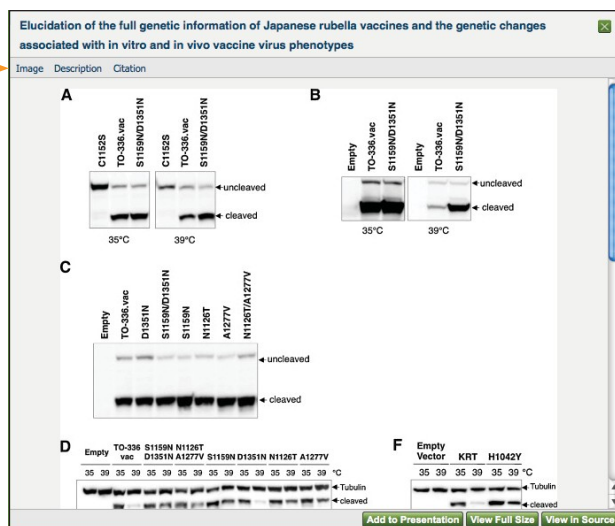 Elucidation of the full genetic information of Japanese rubella vaccines and the genetic changes
associated with in vitro and in vivo vaccine virus phenotypes
Image Description Citation
A
C1152S
TO-336.vac
S1159N/D1351N
C1152S
TO-336.vac
S1159N/D1351N
uncleaved
cleaved
35°C 39°C
B
Empty
TO-336.vac
S1159N/D1351N
Empty
TO-336.vac
S1159N/D1351N
uncleaved
cleaved
35°C 39°C
C
Empty
TO-336.vac
D1351N
S1159N/D1351N
S1159N
N1126T
A1277V
N1126T/A1277V
uncleaved
cleaved
D
Empty TO-336 vac S1159N D1351N N1126T A1277V S1159N D1351N N1126T A1277V
35 39 35 39 35 39 35 39 35 39 35 39 35 39 35 39 °C
Tubulin
cleaved
F
Empty Vector KRT H1042Y
35 39 35 39 35 39 °C
Tubulin
cleaved
Add to Presentation View Full Size View in Source